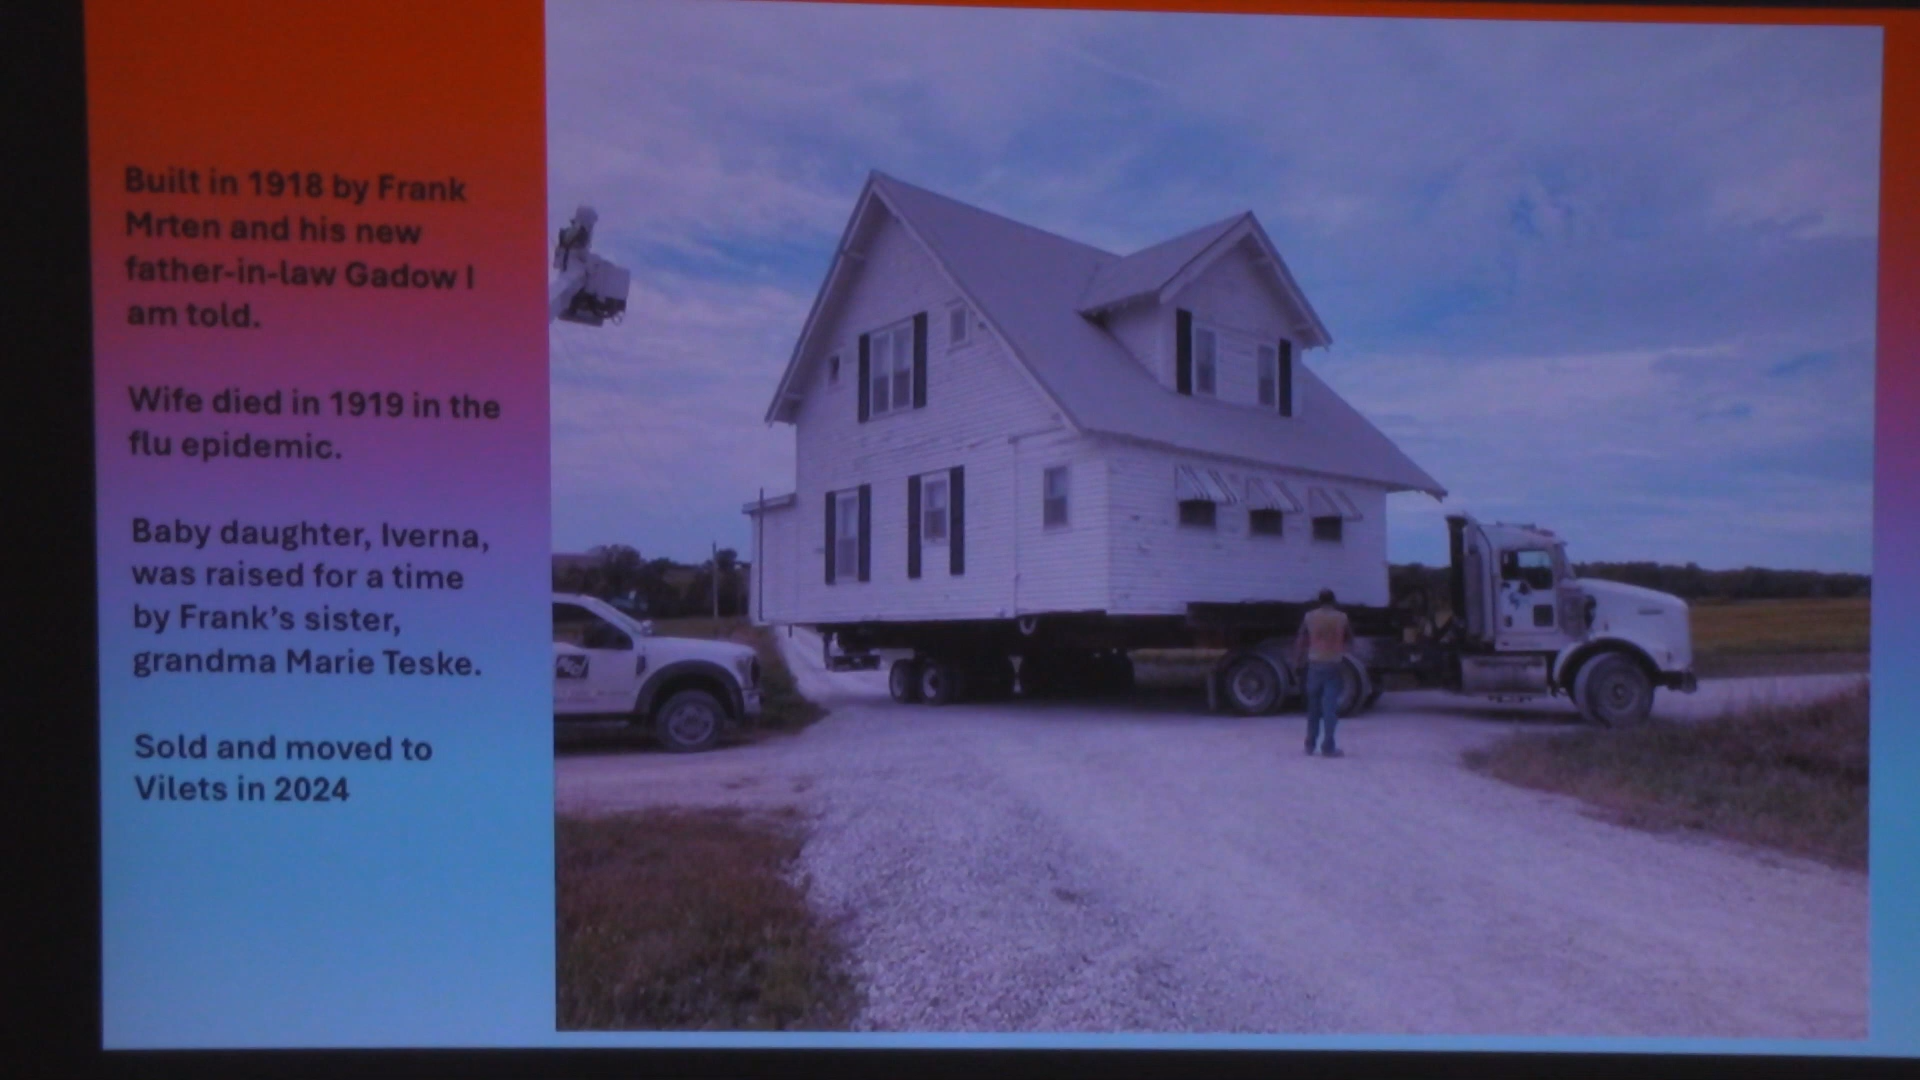 Built in 1918 by Frank
Mrten and his new
father-in-law Gadow I
am told.
Wife died in 1919 in the
flu epidemic.
Baby daughter, Iverna,
was raised for a time
by Frank's sister,
grandma Marie Teske.
Sold and moved to
Vilets in 2024